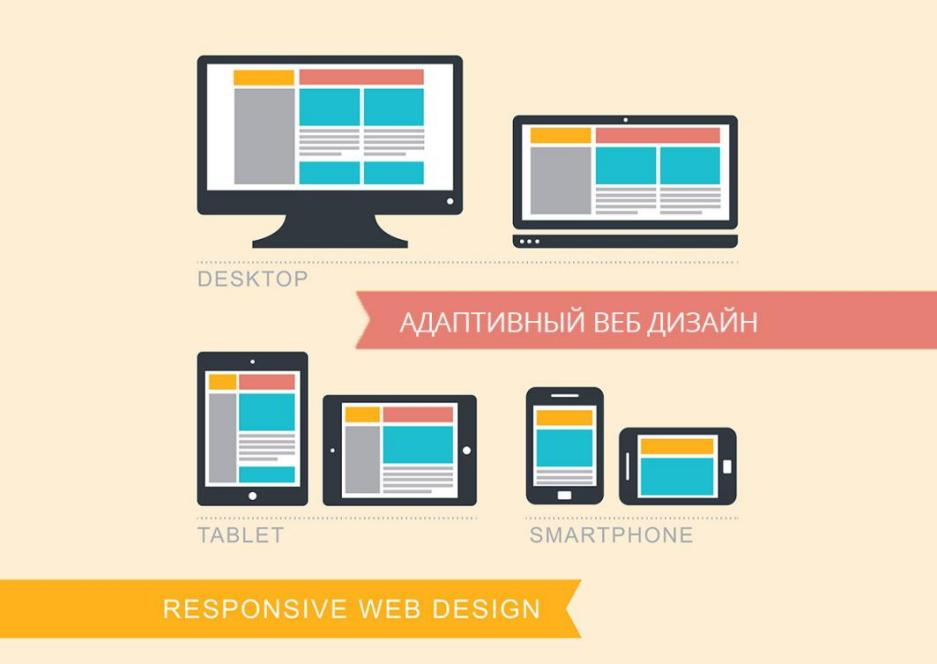 DESKTOP
АДАПТИВНЫЙ ВЕБ ДИЗАЙН
TABLET
SMARTPHONE
RESPONSIVE WEB DESIGN